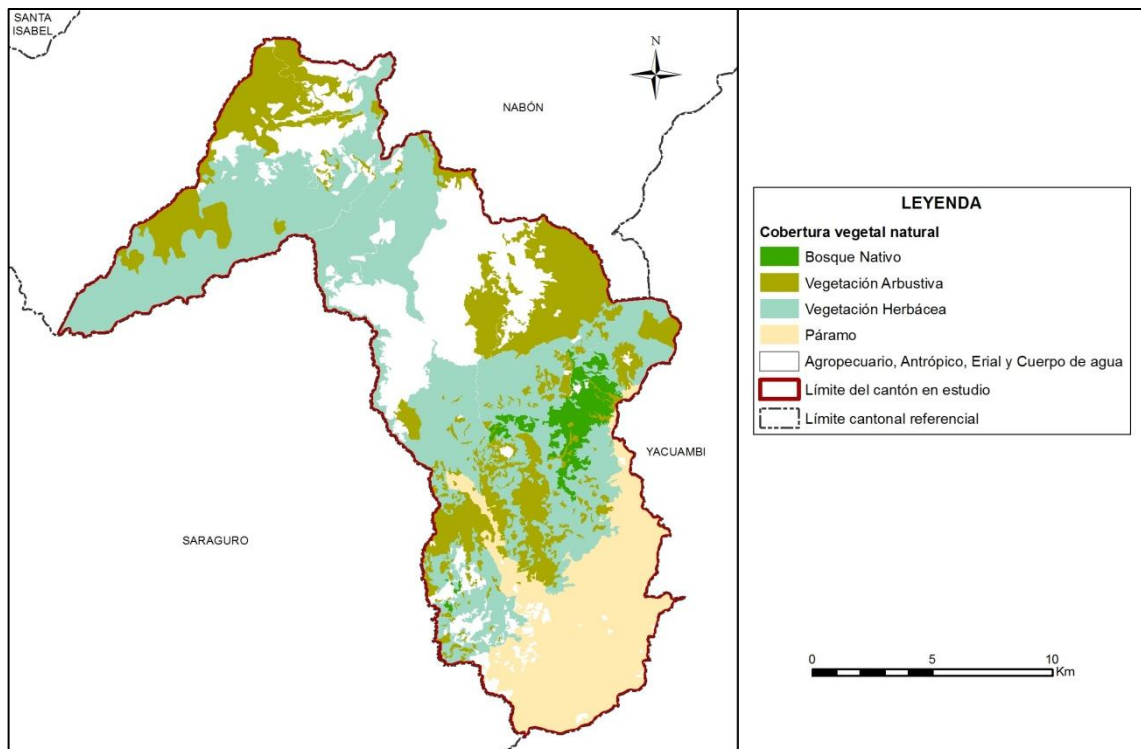 SANTA
ISABEL
N
NABÓN
YACUAMBI
SARAGURO
LEYENDA
Cobertura vegetal natural
Bosque Nativo
Vegetación Arbustiva
Vegetación Herbácea
Páramo
Agropecuario, Antrópico, Erial y Cuerpo de agua
Límite del cantón en estudio
Límite cantonal referencial
0 5 10
Km